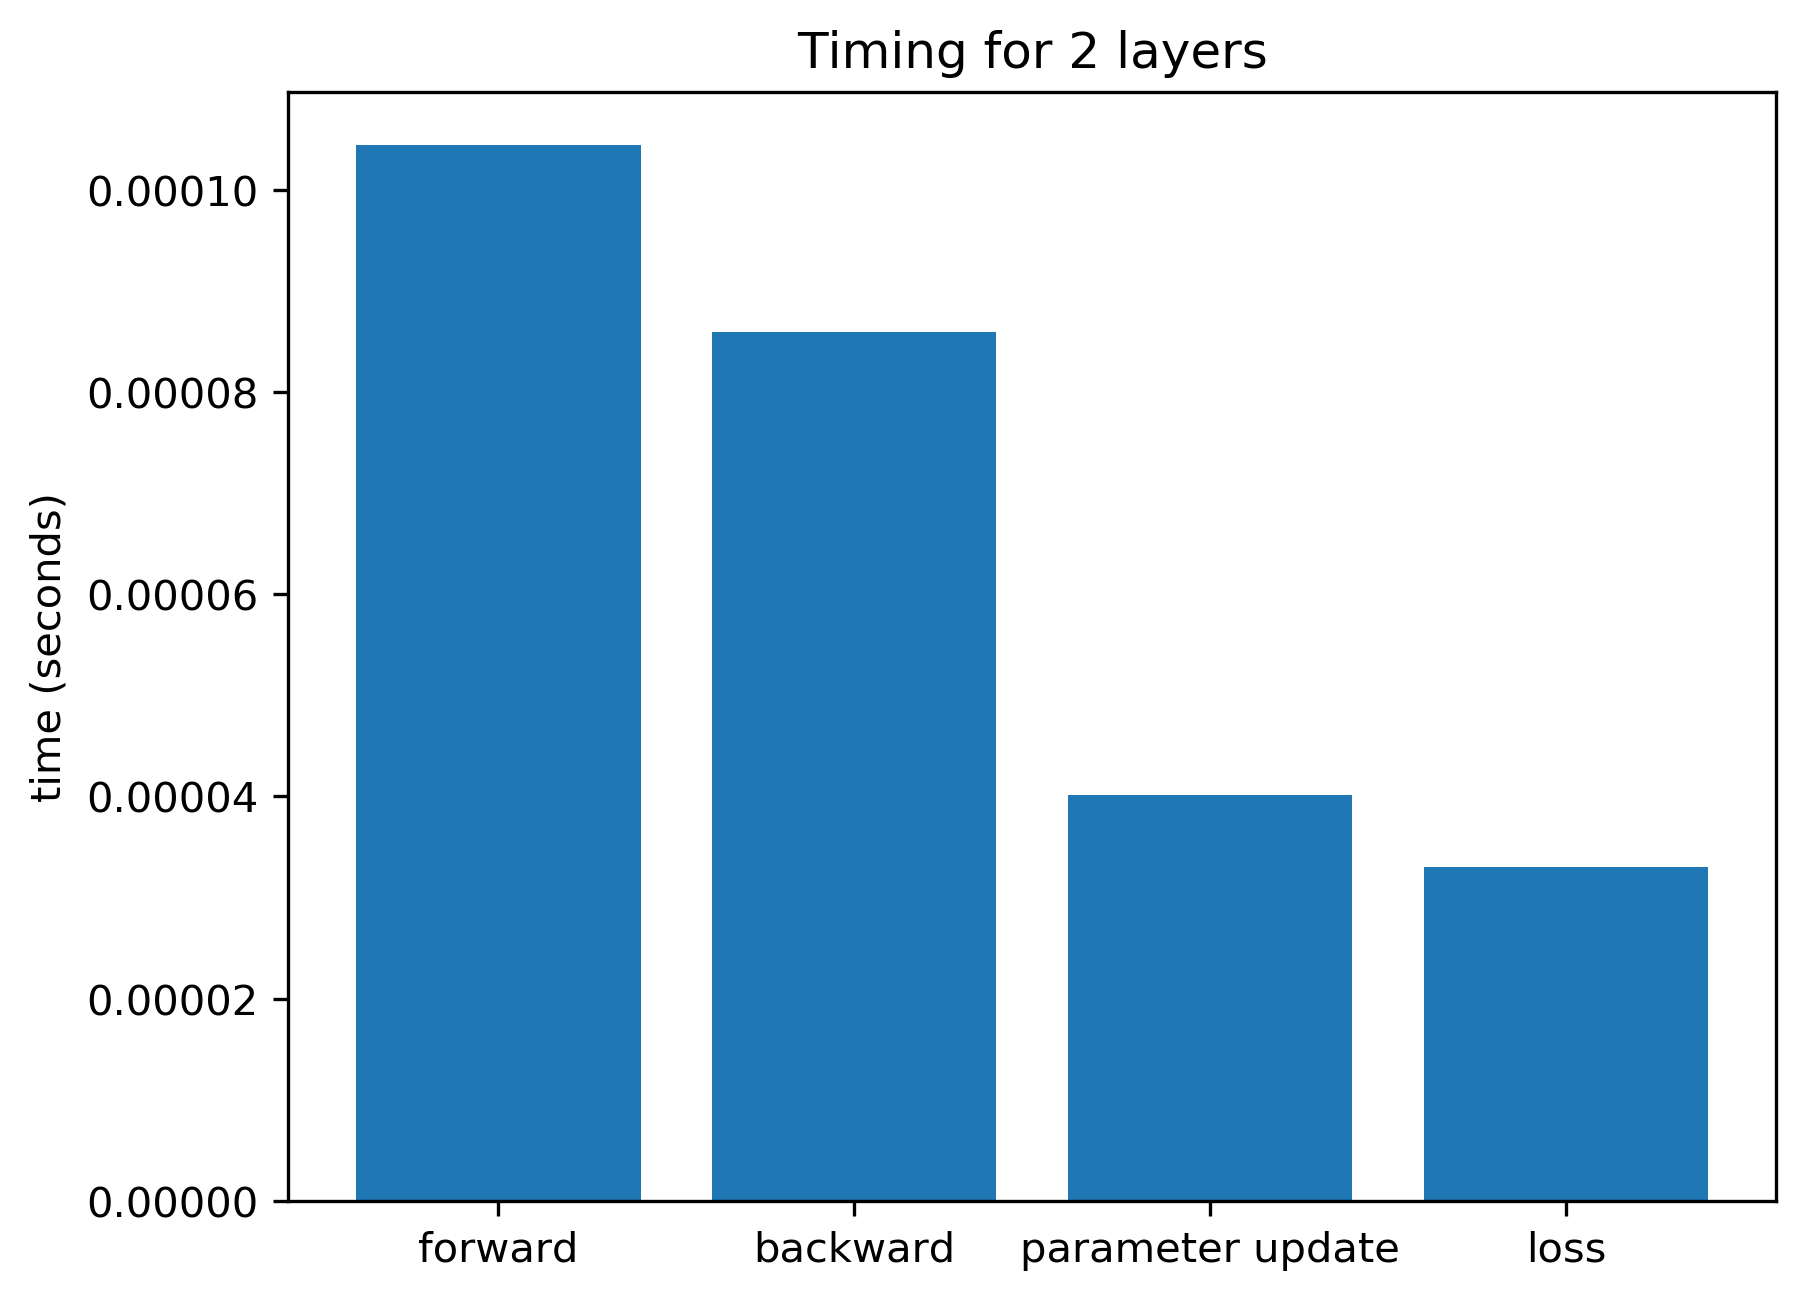 Timing for 2 layers
time (seconds)
0.00010
0.00008
0.00006
0.00004
0.00002
0.00000
forward backward parameter update loss